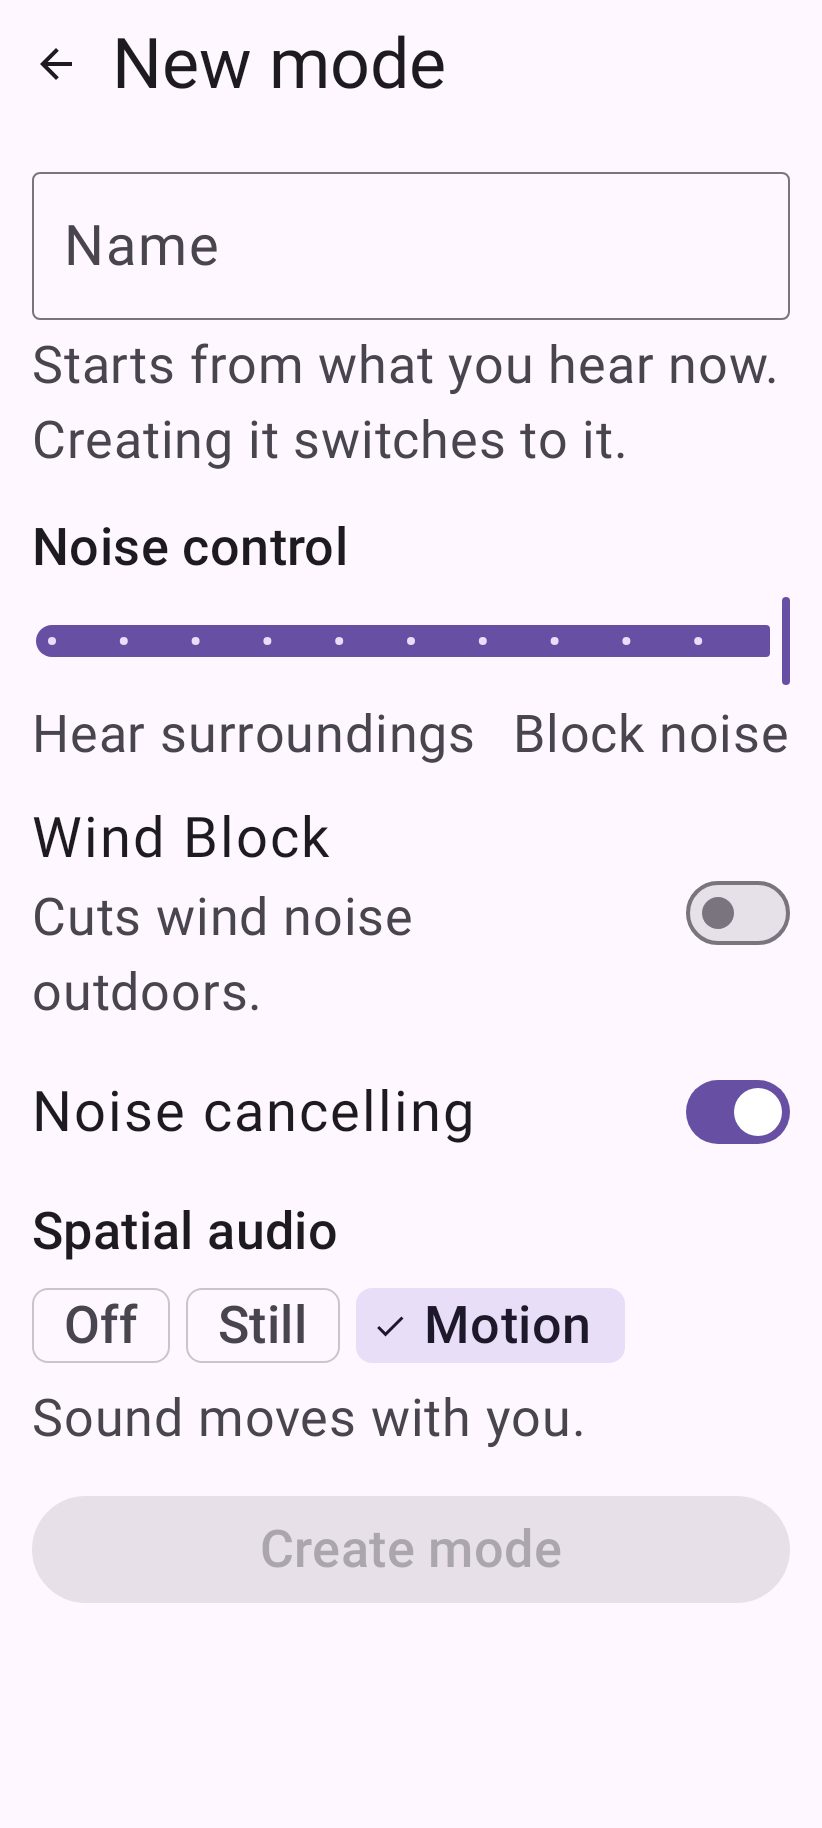 New mode
Name
Starts from what you hear now.
Creating it switches to it.
Noise control
Hear surroundings Block noise
Wind Block
Cuts wind noise
outdoors.
Noise cancelling
Spatial audio
Off Still Motion
Sound moves with you.
Create mode